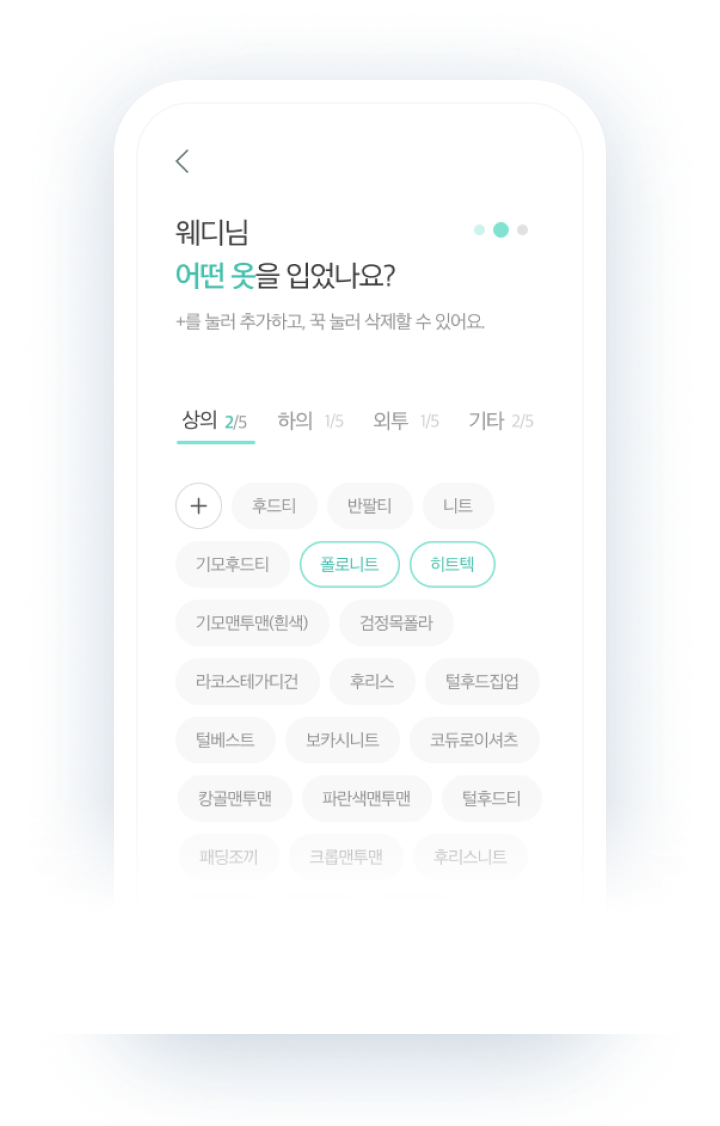 웨디님
어떤 옷을 입었나요?
+를 눌러 추가하고, 꾹 눌러 삭제할 수 있어요.
상의 2/5 하의 1/5 외투 1/5 기타 2/5
+ 후드티 반팔티 니트
기모후드티 폴로니트 히트텍
기모맨투맨(흰색) 검정목폴라
라코스테가디건 후리스 털후드집업
털베스트 보카시니트 코듀로이셔츠
캉골맨투맨 파란색맨투맨 털후드티
패딩조끼 크롭맨투맨 후리스니트